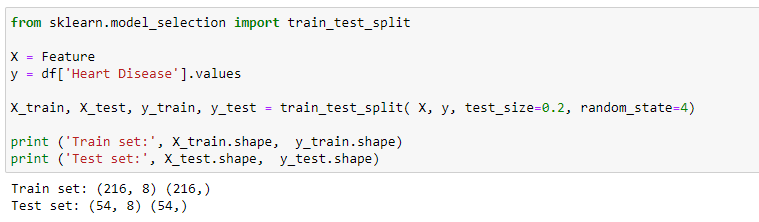 from sklearn.model_selection import train_test_split
X = Feature
y = df['Heart Disease'].values
X_train, X_test, y_train, y_test = train_test_split( X, y, test_size=0.2, random_state=4)
print ('Train set:', X_train.shape,  y_train.shape)
print ('Test set:', X_test.shape,  y_test.shape)
Train set: (216, 8) (216,)
Test set: (54, 8) (54,)